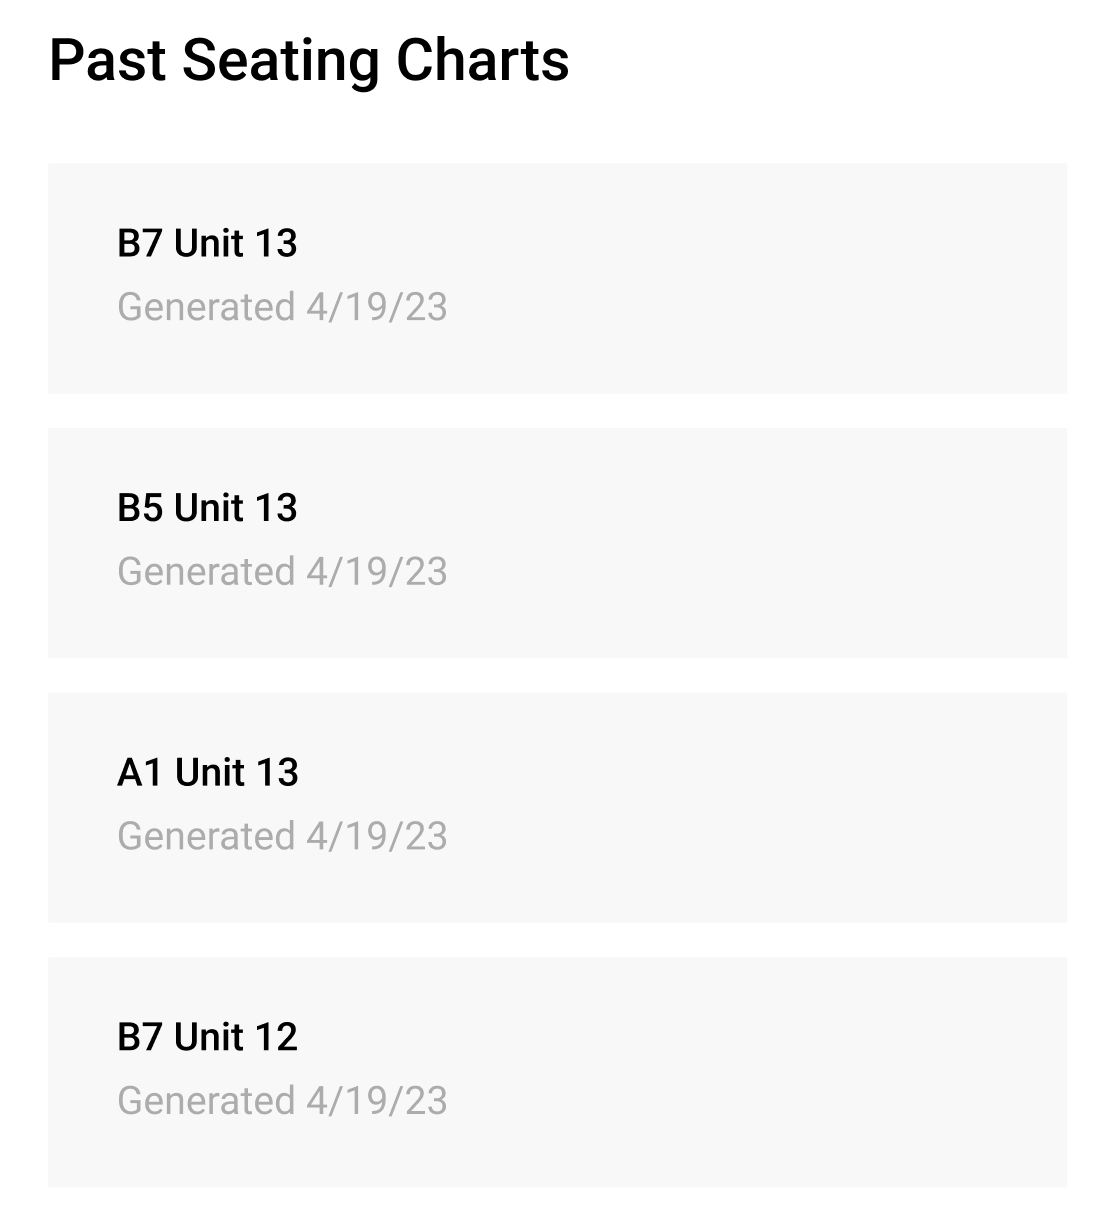 Past Seating Charts
B7 Unit 13
Generated 4/19/23
B5 Unit 13
Generated 4/19/23
A1 Unit 13
Generated 4/19/23
B7 Unit 12
Generated 4/19/23